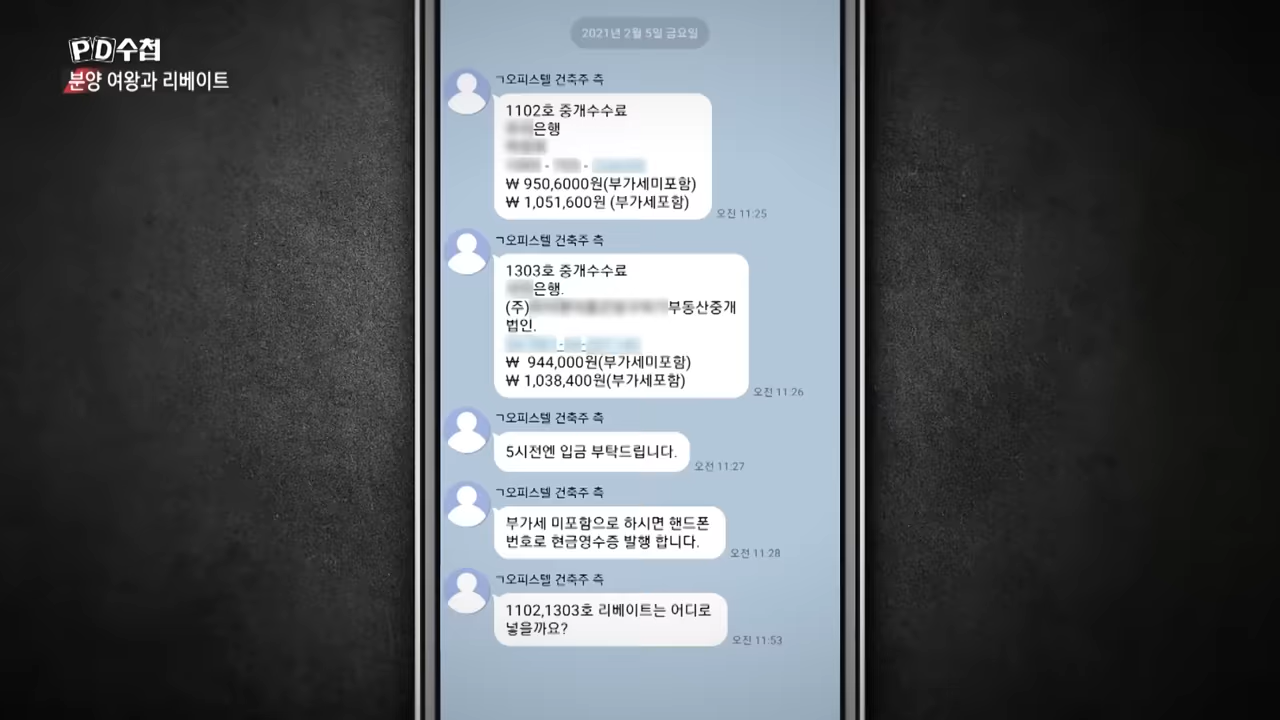 PD수첩
분양 여왕과 리베이트
2021년 2월 5일 금요일
ㄱ오피스텔 건축주 측
1102호 중개수수료
은행
- -
₩ 950,6000원(부가세미포함)
₩ 1,051,600원 (부가세포함)
오전 11:25
ㄱ오피스텔 건축주 측
1303호 중개수수료
은행.
(주) 부동산중개
법인.
₩ 944,000원(부가세미포함)
₩ 1,038,400원(부가세포함)
오전 11:26
ㄱ오피스텔 건축주 측
5시전엔 입금 부탁드립니다.
오전 11:27
ㄱ오피스텔 건축주 측
부가세 미포함으로 하시면 핸드폰
번호로 현금영수증 발행 합니다.
오전 11:28
ㄱ오피스텔 건축주 측
1102,1303호 리베이트는 어디로
넣을까요?
오전 11:53